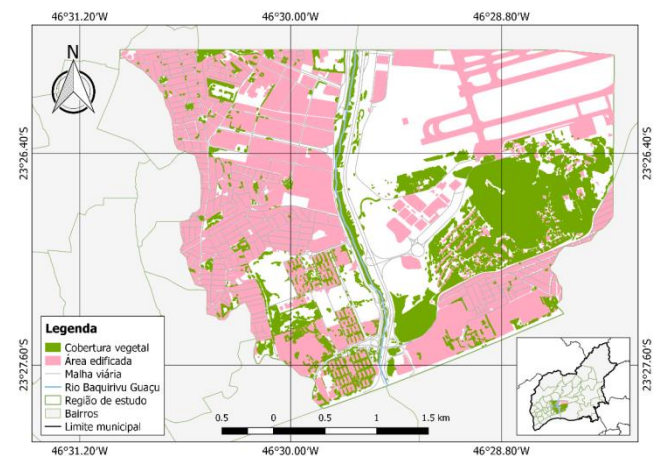 46°31.20'W 46°30.00'W 46°28.80'W
N
23°26.40'S 23°26.40'S
Legenda
Cobertura vegetal
Área edificada
Malha viária
Rio Baquirivu Guaçu
Região de estudo
Bairros
Limite municipal
23°27.60'S 23°27.60'S
0.5 0 0.5 1 1.5 km
46°31.20'W 46°30.00'W 46°28.80'W